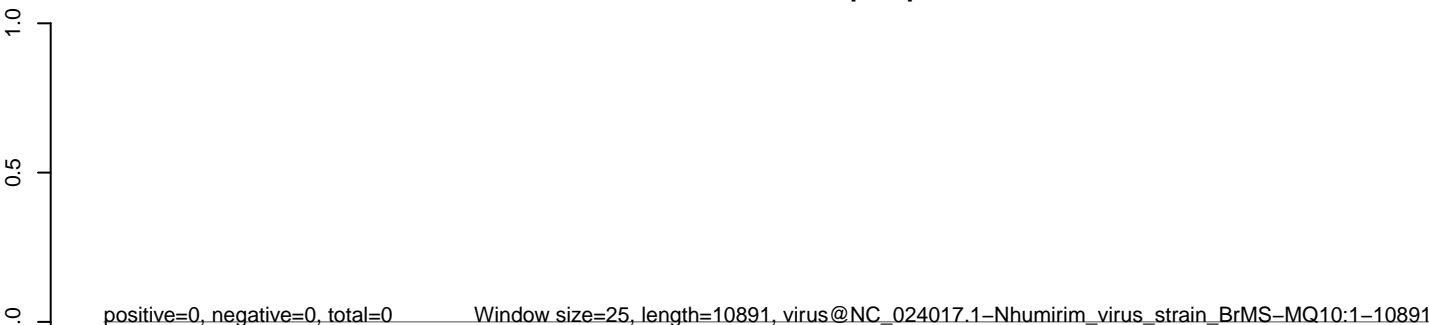 1.0
0.5
.0
positive=0, negative=0, total=0 Window size=25, length=10891, virus@NC_024017.1−Nhumirim_virus_strain_BrMS−MQ10:1−10891